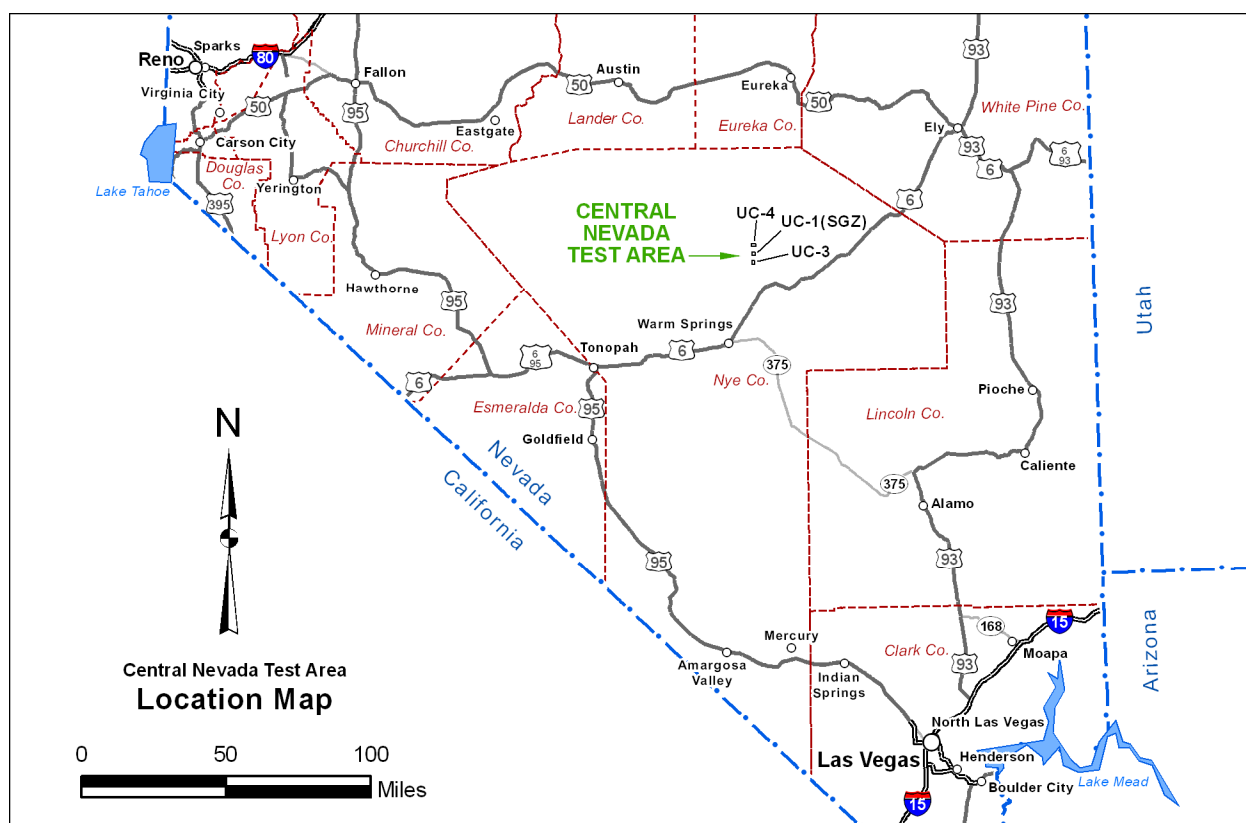 93
Sparks
80
Reno
Fallon
Austin
Eureka
Virginia City
50
95
50
50
White Pine Co.
Eastgate
Lander Co.
Eureka Co.
Ely
93
Carson City
Churchill Co.
6
93
6
Douglas
Co.
Lake Tahoe
Yerington
6
395
Lyon Co.
CENTRAL
NEVADA
TEST AREA
UC-4
UC-1(SGZ)
UC-3
Hawthorne
95
93
Utah
Mineral Co.
Warm Springs
Tonopah
6
95
6
375
6
Nye Co.
Pioche
Esmeralda Co.
95
Lincoln Co.
N
Goldfield
Nevada
California
Caliente
375
Alamo
95
93
168
15
Mercury
Clark Co.
Moapa
Arizona
Amargosa
Valley
Indian
Springs
93
Central Nevada Test Area
Location Map
North Las Vegas
Las Vegas
Henderson
Boulder City
Lake Mead
15
0
50
100
Miles